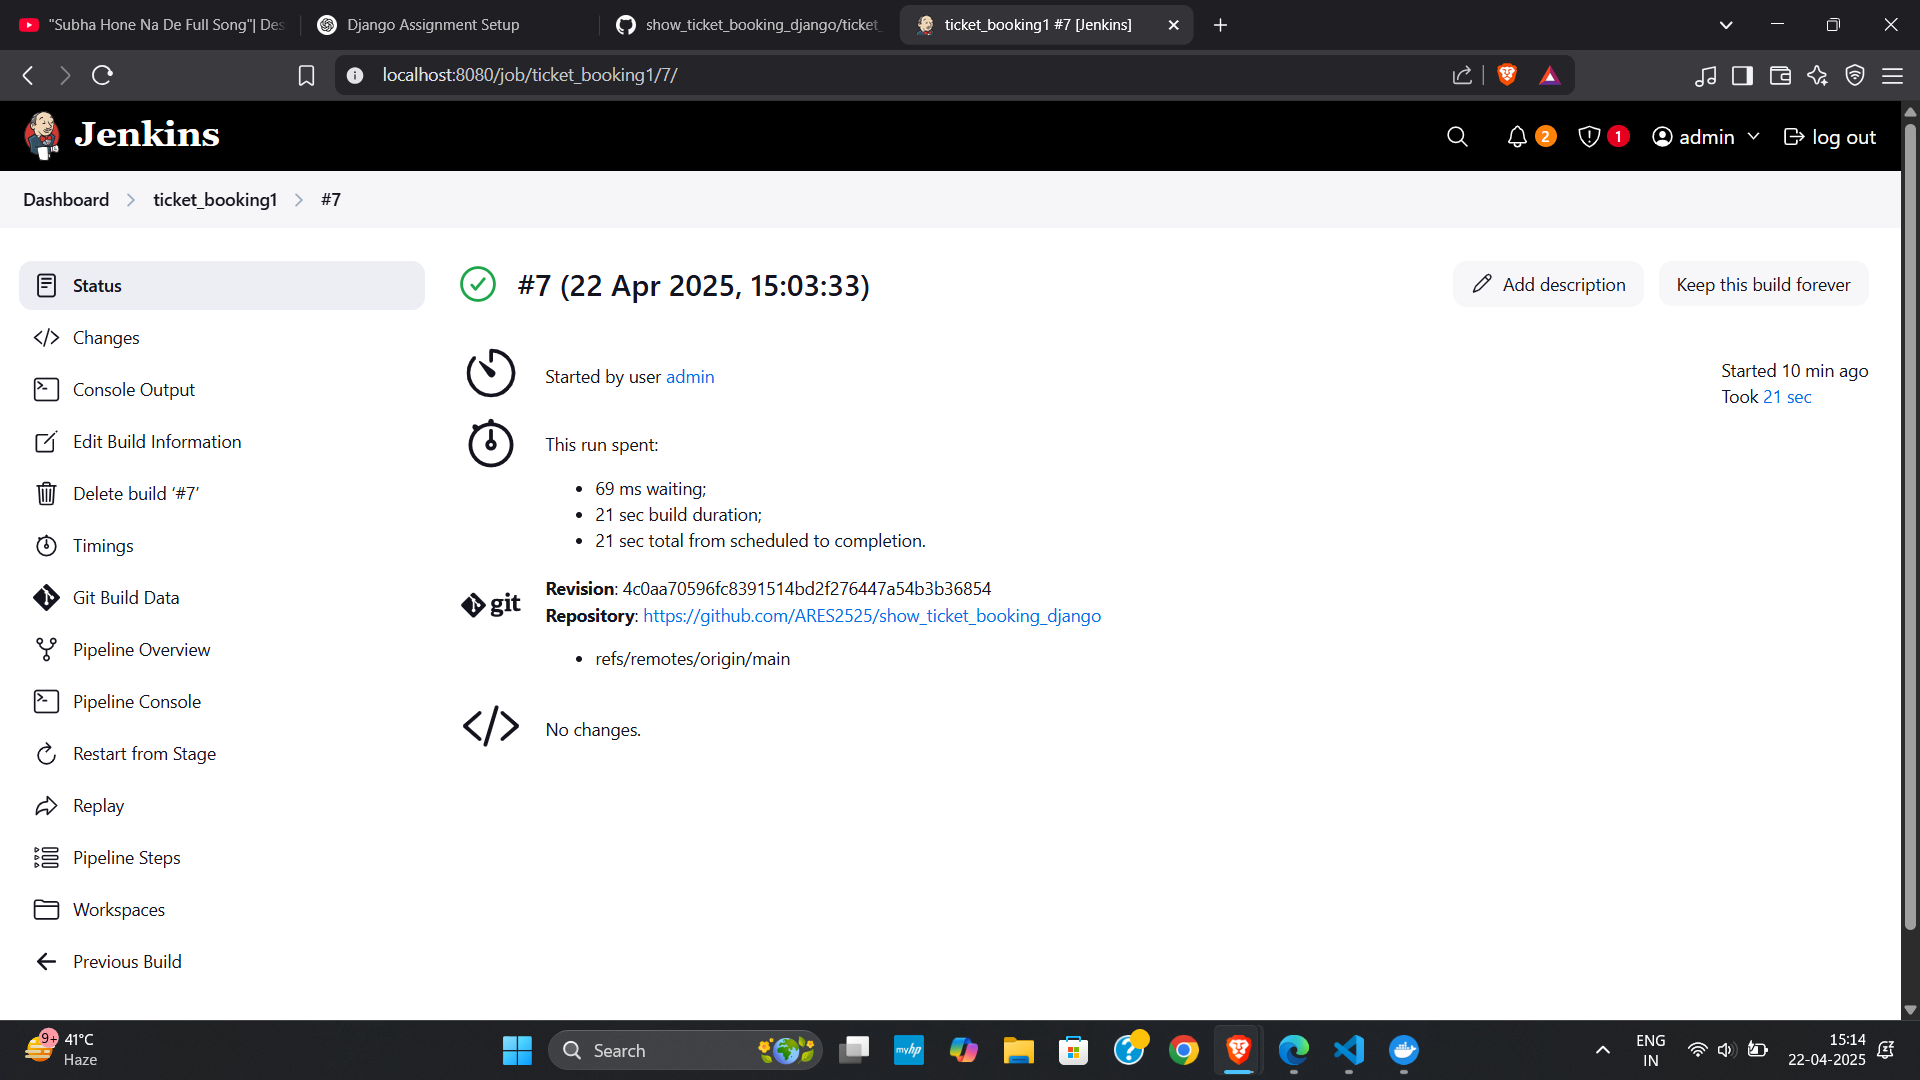 "Subha Hone Na De Full Song"| Des
Django Assignment Setup
show_ticket_booking_django/ticket_
ticket_booking1 #7 [Jenkins]
localhost:8080/job/ticket_booking1/7/
Jenkins
2
1
admin
log out
Dashboard
ticket_booking1
#7
Status
Changes
Console Output
Edit Build Information
Delete build ‘#7’
Timings
Git Build Data
Pipeline Overview
Pipeline Console
Restart from Stage
Replay
Pipeline Steps
Workspaces
Previous Build
#7 (22 Apr 2025, 15:03:33)
Add description
Keep this build forever
Started by user admin
Started 10 min ago
Took 21 sec
This run spent:
69 ms waiting;
21 sec build duration;
21 sec total from scheduled to completion.
git
Revision: 4c0aa70596fc8391514bd2f276447a54b3b36854
Repository: https://github.com/ARES2525/show_ticket_booking_django
refs/remotes/origin/main
No changes.
9+
41°C
Haze
Search
myhp
ENG
IN
15:14
22-04-2025